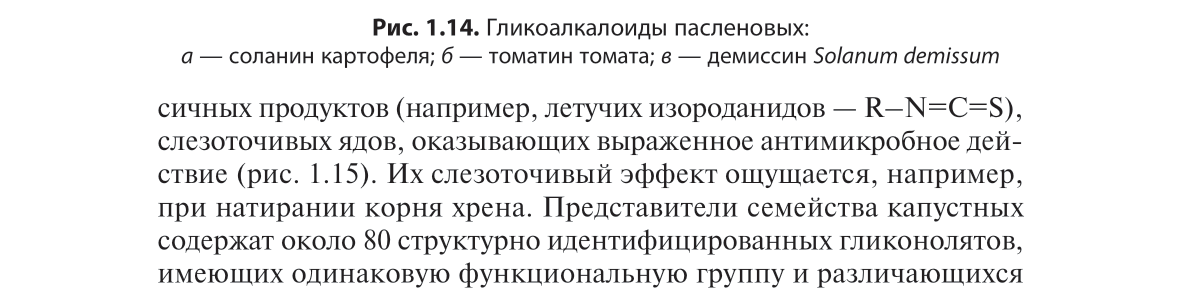 Рис. 1.14. Гликоалкалоиды пасленовых:
а — соланин картофеля; б — томатин томата; в — демиссин Solanum demissum
сичных продуктов (например, летучих изороданидов — R–N=C=S),
слезоточивых ядов, оказывающих выраженное антимикробное дей-
ствие (рис. 1.15). Их слезоточивый эффект ощущается, например,
при натирании корня хрена. Представители семейства капустных
содержат около 80 структурно идентифицированных гликонолятов,
имеющих одинаковую функциональную группу и различающихся